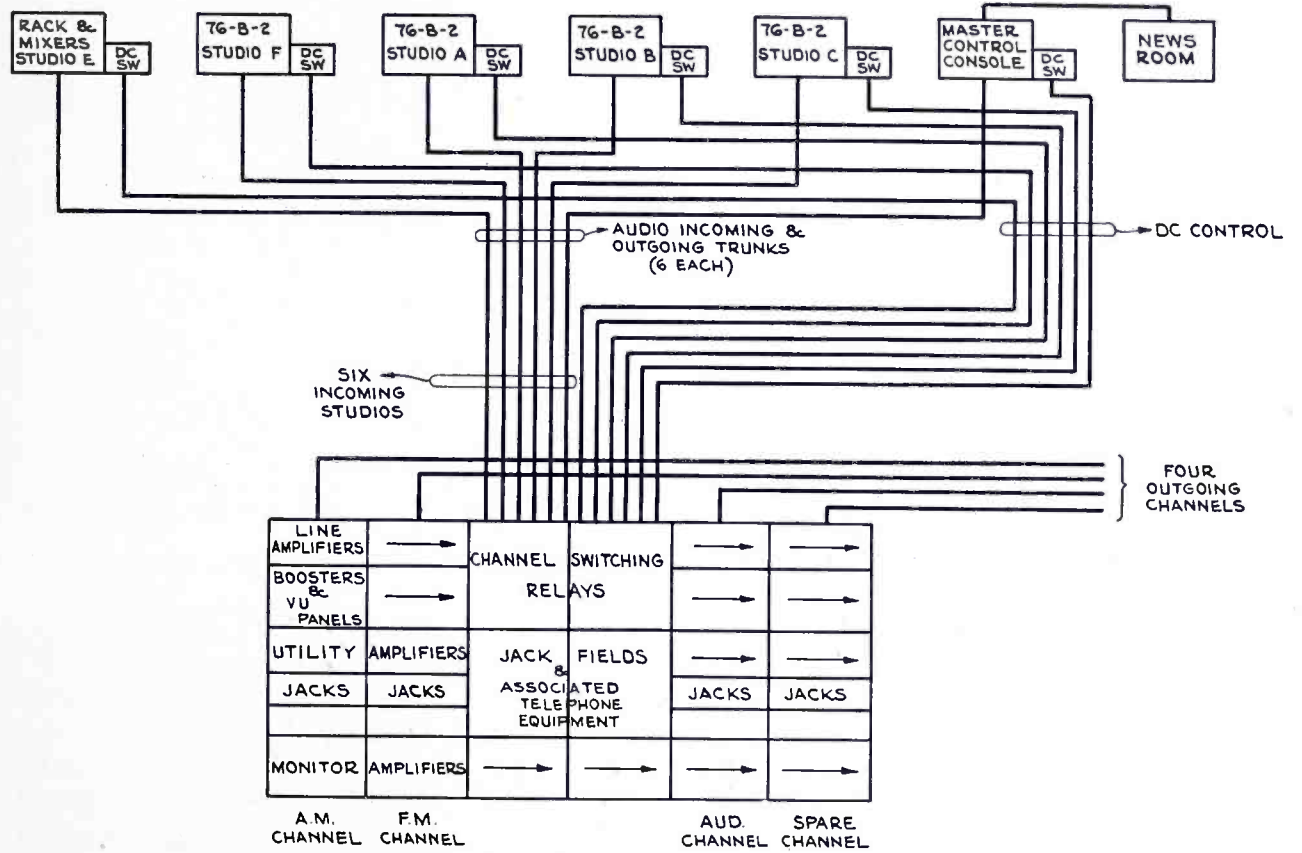 RACK &
MIXERS
STUDIO E
DC
SW
76-B-2
STUDIO F
DC
SW
76-B-2
STUDIO A
DC
SW
76-B-2
STUDIO B
DC
SW
76-B-2
STUDIO C
DC
SW
MASTER
CONTROL
CONSOLE
DC
SW
NEWS
ROOM
AUDIO INCOMING &
OUTGOING TRUNKS
(6 EACH)
DC CONTROL
SIX
INCOMING
STUDIOS
FOUR
OUTGOING
CHANNELS
LINE
AMPLIFIERS
CHANNEL SWITCHING
RELAYS
BOOSTERS
&
VU
PANELS
UTILITY AMPLIFIERS
JACK FIELDS
&
ASSOCIATED
TELEPHONE
EQUIPMENT
JACKS JACKS
JACKS JACKS
MONITOR AMPLIFIERS
A.M.
CHANNEL
F.M.
CHANNEL
AUD.
CHANNEL
SPARE
CHANNEL